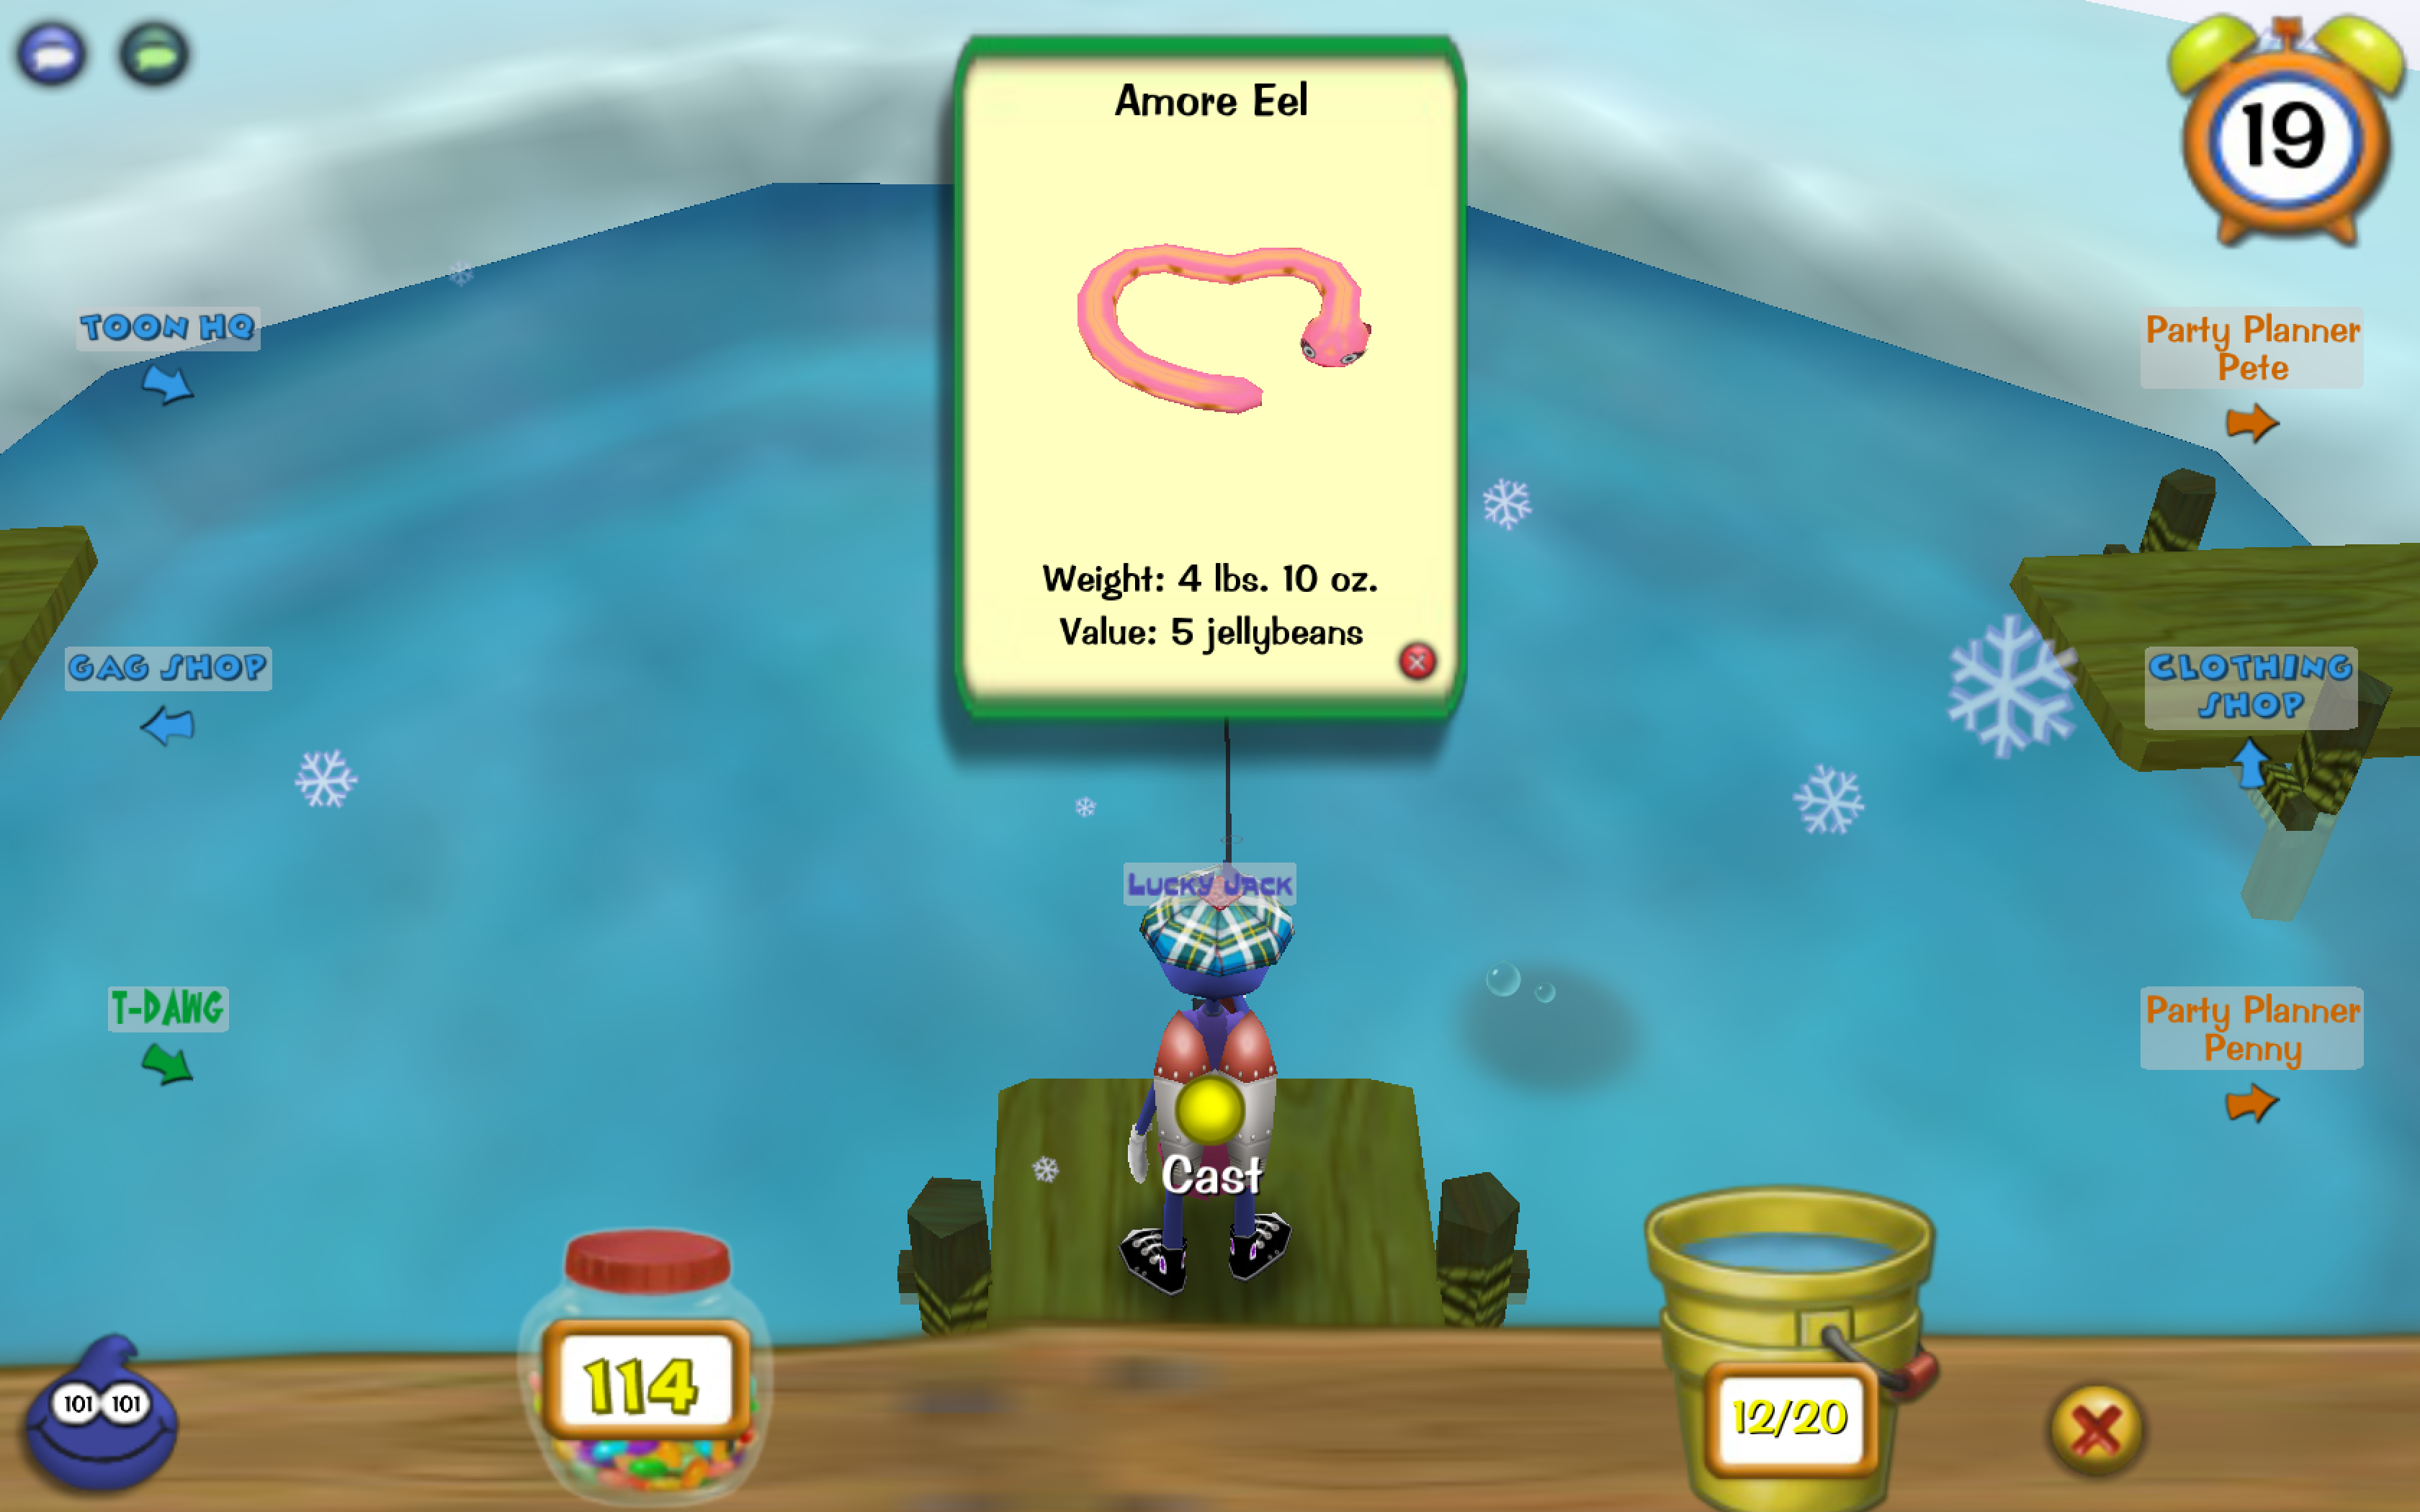 Amore Eel
19
TOON HQ
Party Planner
Pete
Weight: 4 lbs. 10 oz.
Value: 5 jellybeans
GAG SHOP
CLOTHING
SHOP
LUCKY JACK
T-DAWG
Party Planner
Penny
Cast
101 101
114
12/20